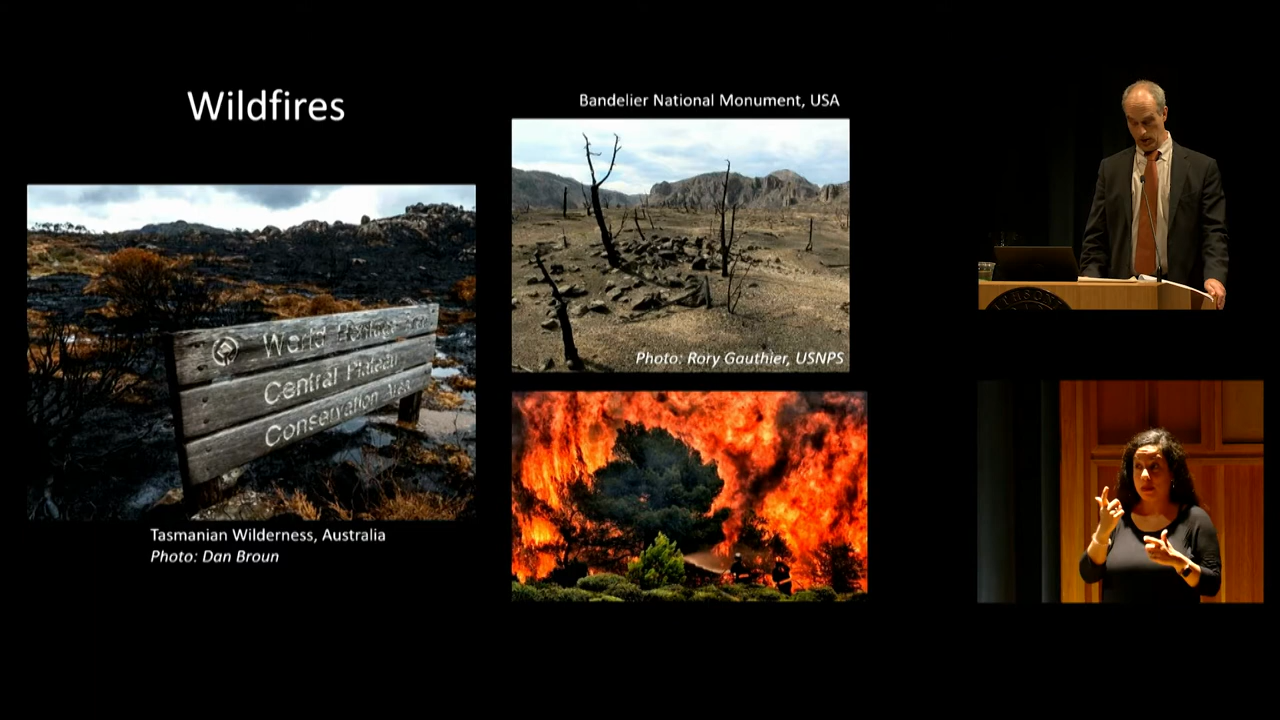 Wildfires
World Heritage Area
Central Plateau
Conservation Area
Tasmanian Wilderness, Australia
Photo: Dan Broun
Bandelier National Monument, USA
Photo: Rory Gauthier, USNPS